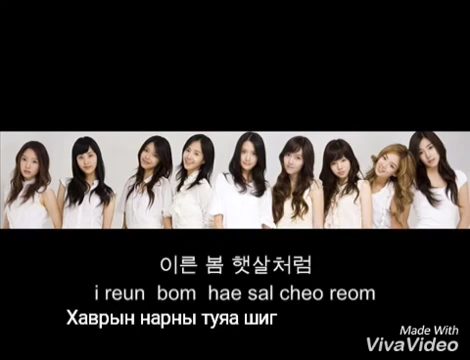 이른 봄 햇살처럼
i reun bom hae sal cheo reom
Хаврын нарны туяа шиг
Made With
VivaVideo